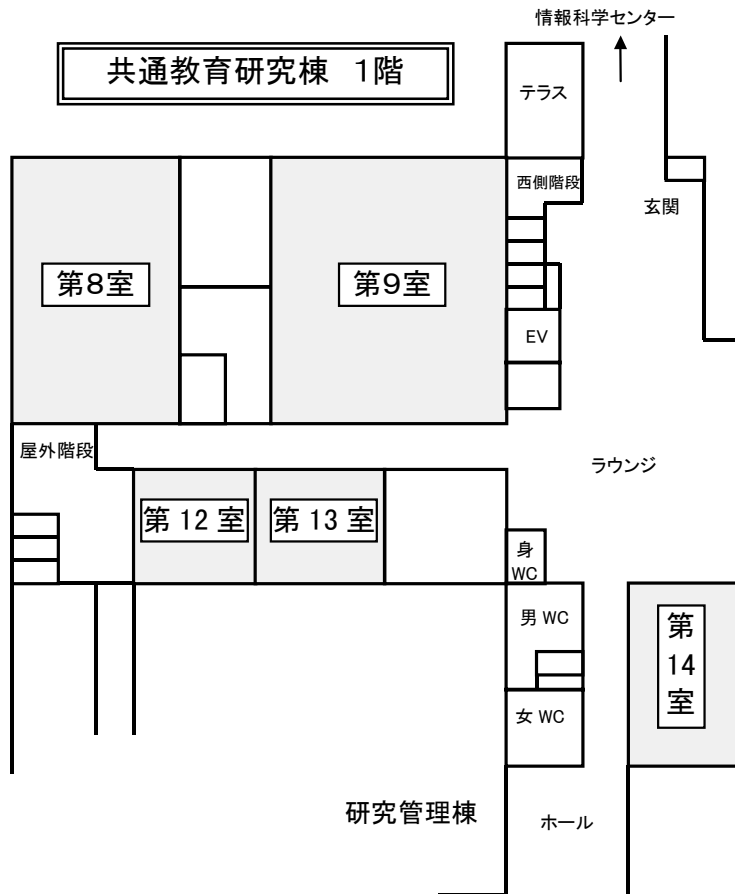 情報科学センター
共通教育研究棟 1階
テラス
西側階段
玄関
第8室
第9室
EV
屋外階段
ラウンジ
第 12 室
第 13 室
身
WC
男 WC
第
14
室
女 WC
研究管理棟
ホール